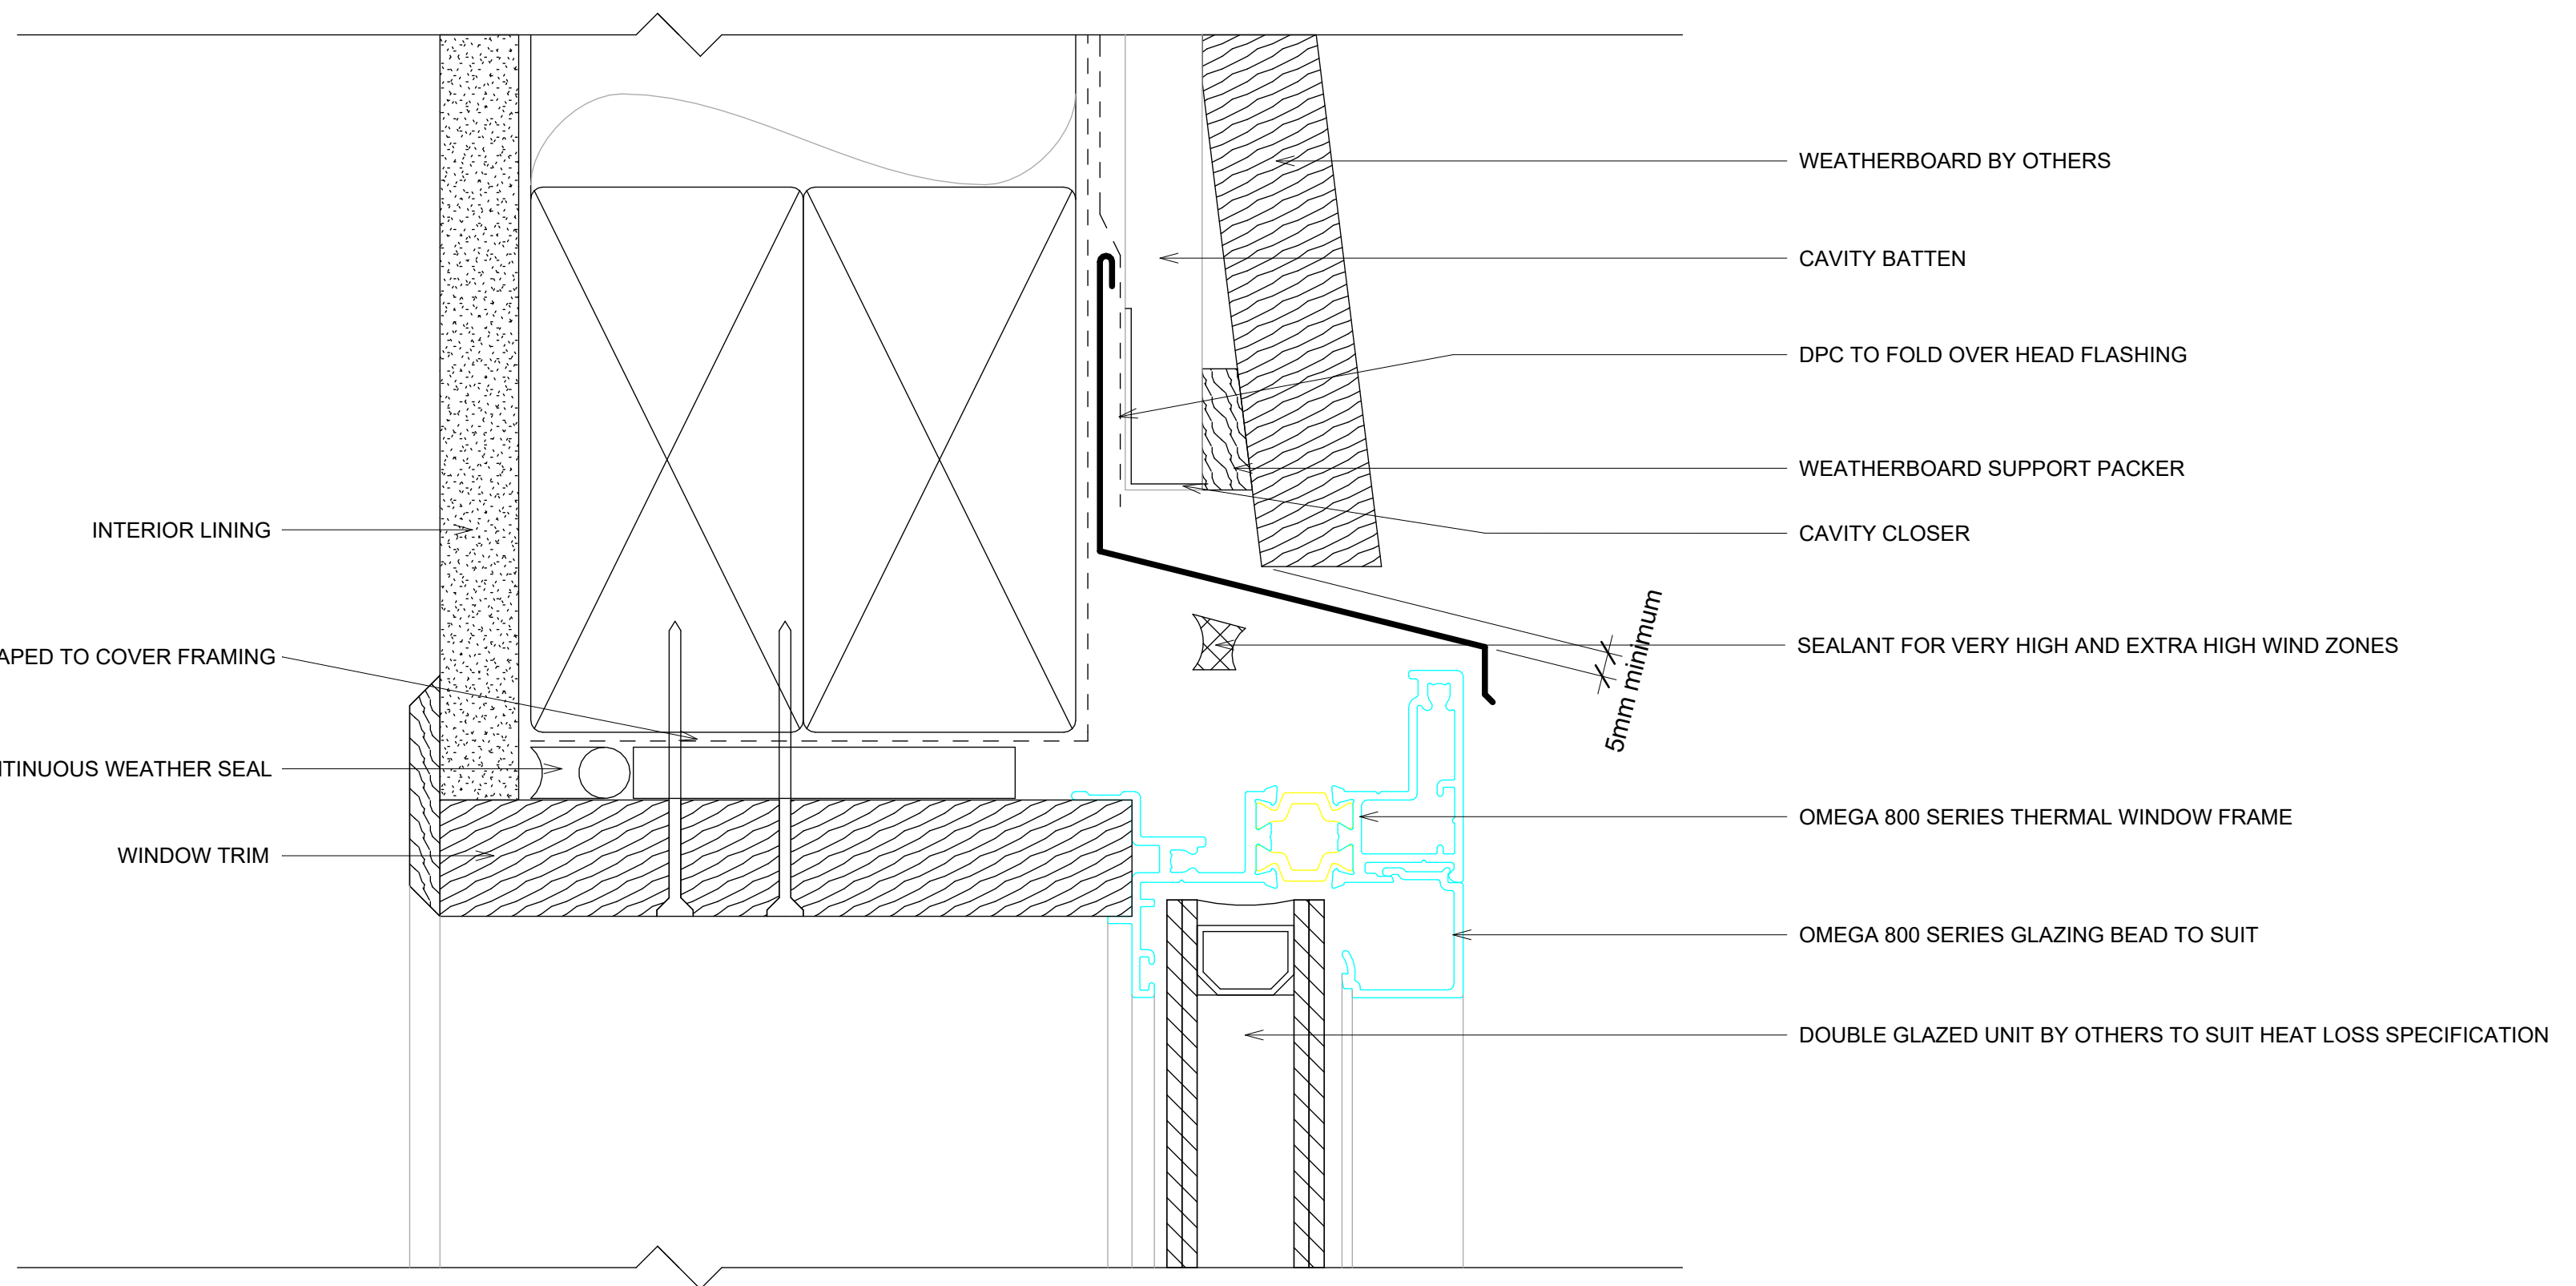 WEATHERBOARD BY OTHERS
CAVITY BATTEN
DPC TO FOLD OVER HEAD FLASHING
WEATHERBOARD SUPPORT PACKER
INTERIOR LINING
CAVITY CLOSER
5mm minimum
SEALANT FOR VERY HIGH AND EXTRA HIGH WIND ZONES
TO COVER FRAMING
WEATHER SEAL
OMEGA 800 SERIES THERMAL WINDOW FRAME
WINDOW TRIM
OMEGA 800 SERIES GLAZING BEAD TO SUIT
DOUBLE GLAZED UNIT BY OTHERS TO SUIT HEAT LOSS SPECIFICATION